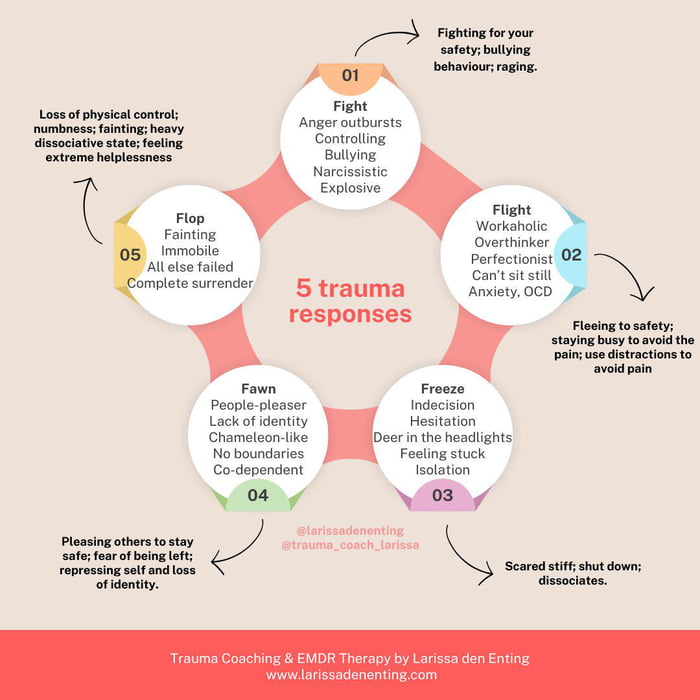 Fighting for your
safety; bullying
behaviour; raging.
01
Fight
Anger outbursts
Controlling
Bullying
Narcissistic
Explosive
Flight
Workaholic
Overthinker
Perfectionist
Can't sit still
Anxiety, OCD
02
Fleeing to safety;
staying busy to avoid the
pain; use distractions to
avoid pain
Freeze
Indecision
Hesitation
Deer in the headlights
Feeling stuck
Isolation
03
Scared stiff; shut down;
dissociates.
Fawn
People-pleaser
Lack of identity
Chameleon-like
No boundaries
Co-dependent
04
Pleasing others to stay
safe; fear of being left;
repressing self and loss
of identity.
Loss of physical control;
numbness; fainting; heavy
dissociative state; feeling
extreme helplessness
05
Flop
Fainting
Immobile
All else failed
Complete surrender
5 trauma
responses
@larissadenenting
@trauma_coach_larissa
Trauma Coaching & EMDR Therapy by Larissa den Enting
www.larissadenenting.com